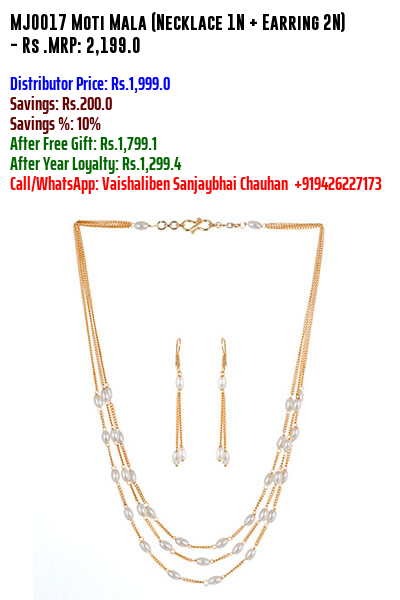 MJ0017 Moti Mala (Necklace 1N + Earring 2N)
- Rs .MRP: 2,199.0
Distributor Price: Rs.1,999.0
Savings: Rs.200.0
Savings %: 10%
After Free Gift: Rs.1,799.1
After Year Loyalty: Rs.1,299.4
Call/WhatsApp: Vaishaliben Sanjaybhai Chauhan +919426227173